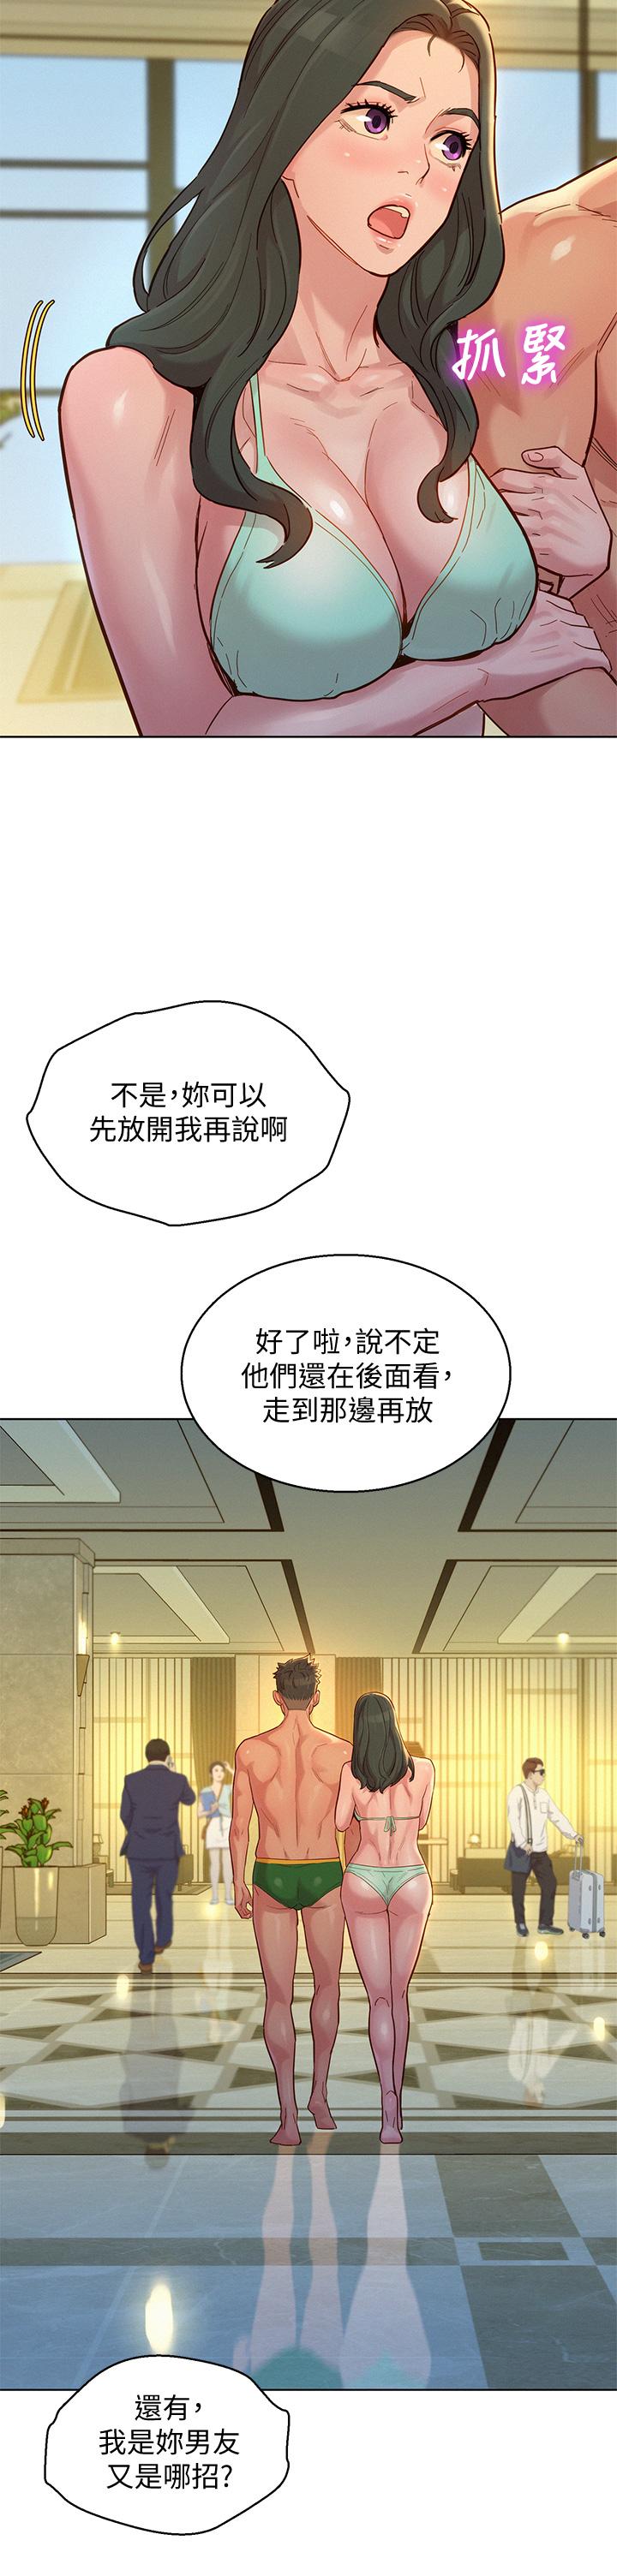 抓緊
不是，妳可以
先放開我再說啊
好了啦，說不定
他們還在後面看，
走到那邊再放
還有，
我是妳男友
又是哪招？